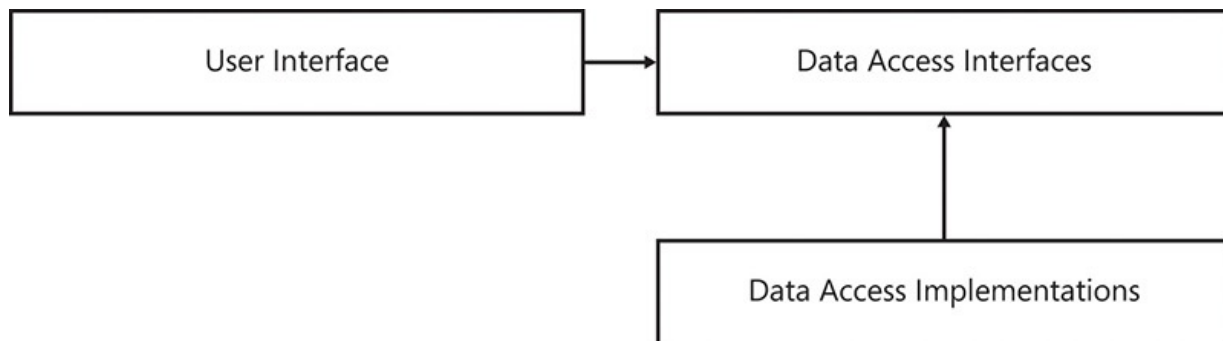 User Interface
Data Access Interfaces
Data Access Implementations